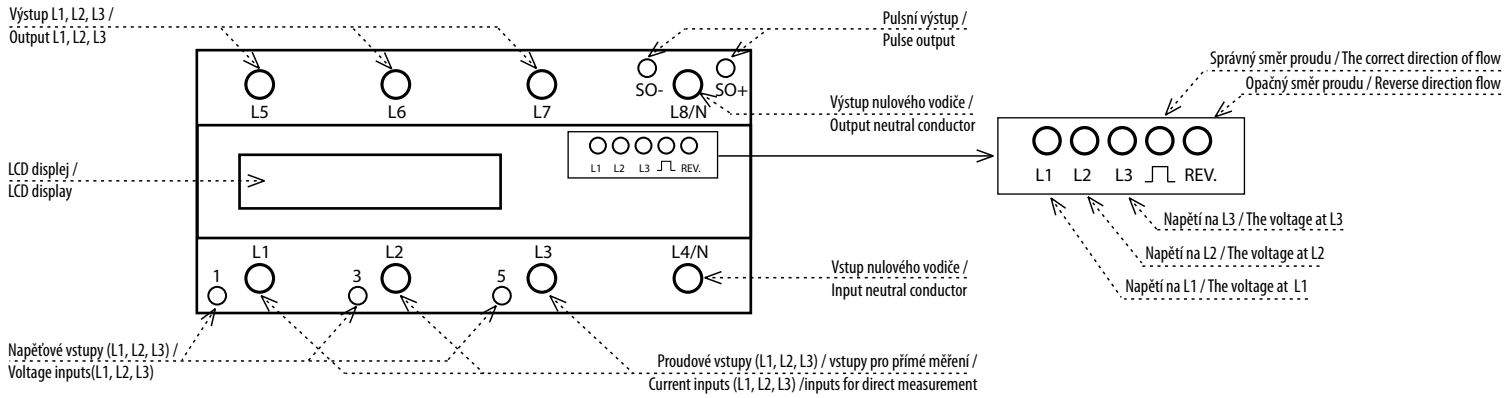 Výstup L1, L2, L3 /
Output L1, L2, L3
Pulsní výstup /
Pulse output
Správný směr proudu / The correct direction of flow
Opačný směr proudu / Reverse direction flow
SO-
SO+
L5
L6
L7
L8/N
Výstup nulového vodiče /
Output neutral conductor
LCD displej /
LCD display
L1 L2 L3 REV.
L1 L2 L3 REV.
Napětí na L3 / The voltage at L3
Napětí na L2 / The voltage at L2
Napětí na L1 / The voltage at L1
L1
L2
L3
L4/N
1
3
5
Vstup nulového vodiče /
Input neutral conductor
Napěťové vstupy (L1, L2, L3) /
Voltage inputs(L1, L2, L3)
Proudové vstupy (L1, L2, L3) / vstupy pro přímé měření /
Current inputs (L1, L2, L3) /inputs for direct measurement